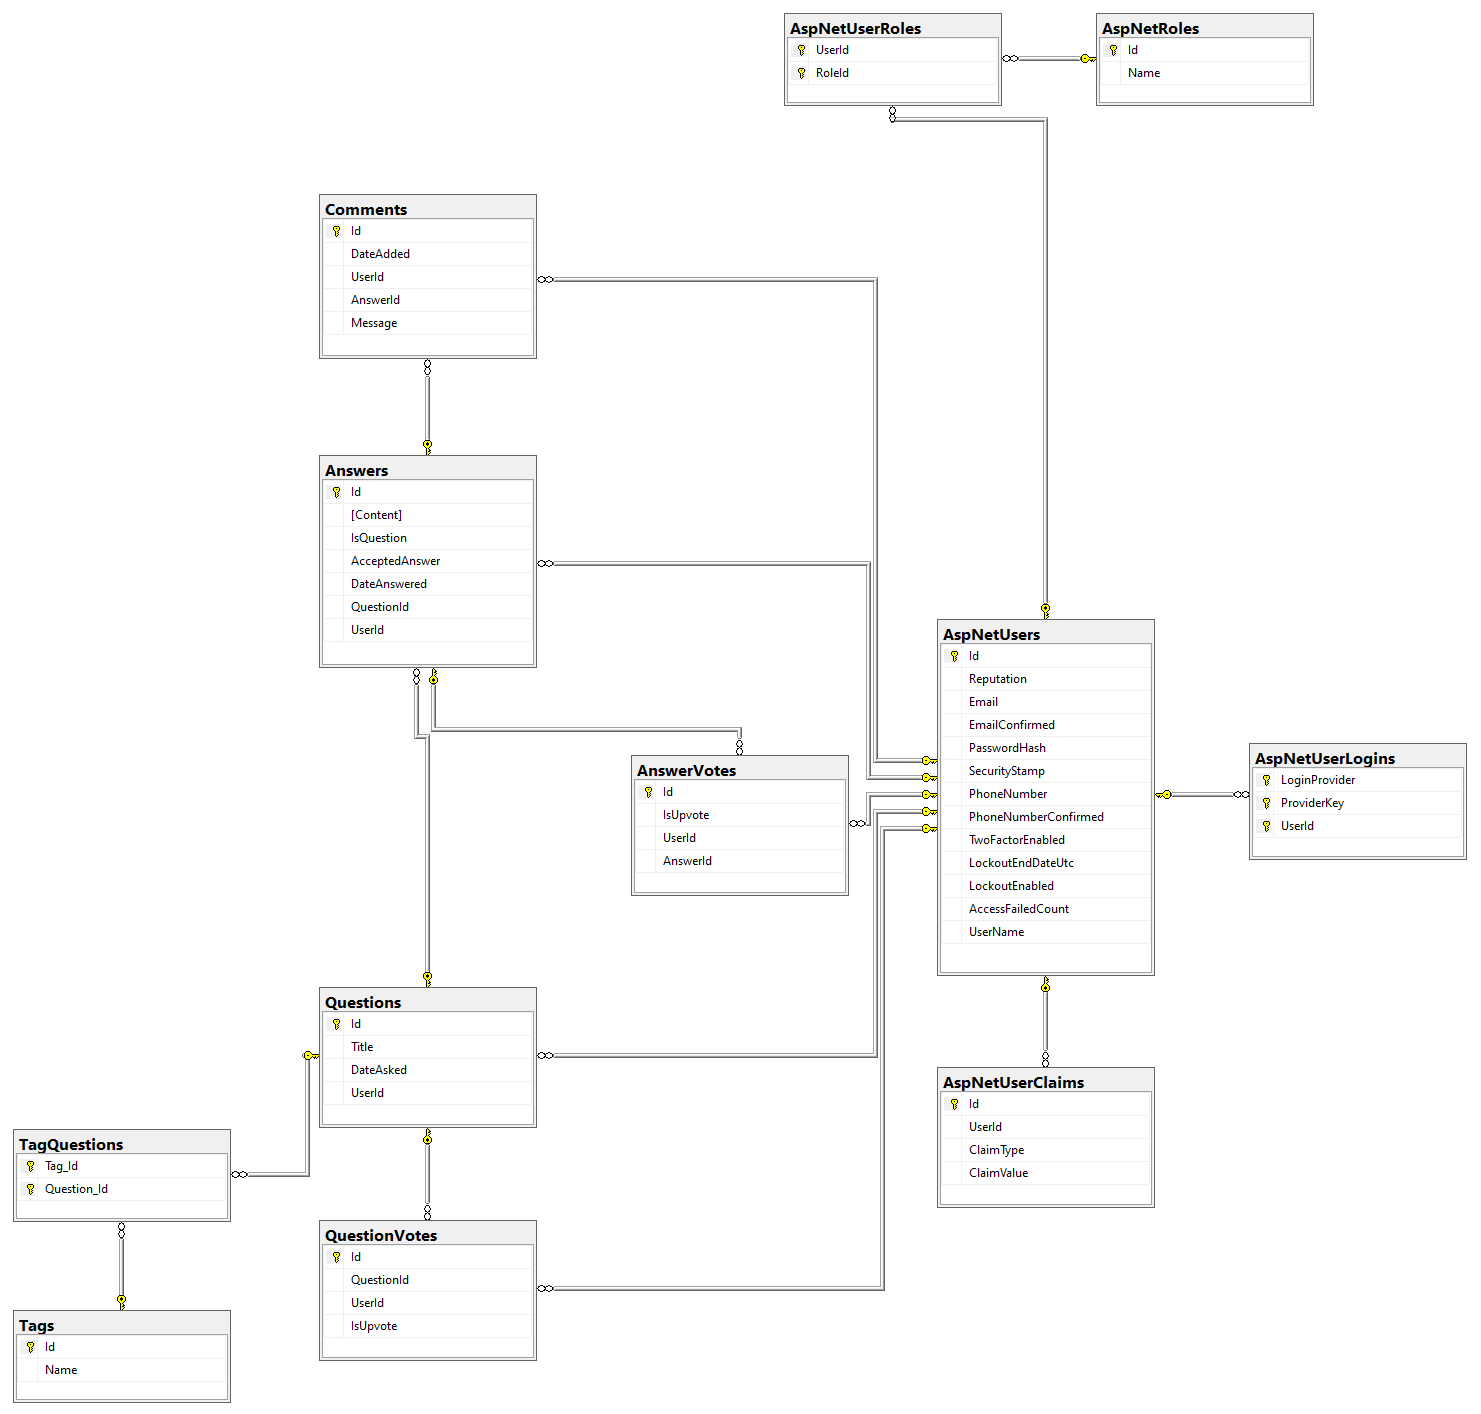 AspNetUserRoles
UserId
RoleId
AspNetRoles
Id
Name
Comments
Id
DateAdded
UserId
AnswerId
Message
Answers
Id
[Content]
IsQuestion
AcceptedAnswer
DateAnswered
QuestionId
UserId
AspNetUsers
Id
Reputation
Email
EmailConfirmed
PasswordHash
SecurityStamp
PhoneNumber
PhoneNumberConfirmed
TwoFactorEnabled
LockoutEndDateUtc
LockoutEnabled
AccessFailedCount
UserName
AspNetUserLogins
LoginProvider
ProviderKey
UserId
AnswerVotes
Id
IsUpvote
UserId
AnswerId
Questions
Id
Title
DateAsked
UserId
AspNetUserClaims
Id
UserId
ClaimType
ClaimValue
TagQuestions
Tag_Id
Question_Id
QuestionVotes
Id
QuestionId
UserId
IsUpvote
Tags
Id
Name